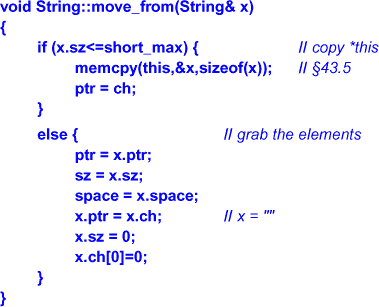 void String::move_from(String& x)
{
if (x.sz<=short_max) { // copy *this
memcpy(this,&x,sizeof(x)); // §43.5
ptr = ch;
}
else { // grab the elements
ptr = x.ptr;
sz = x.sz;
space = x.space;
x.ptr = x.ch; // x = ""
x.sz = 0;
x.ch[0]=0;
}
}